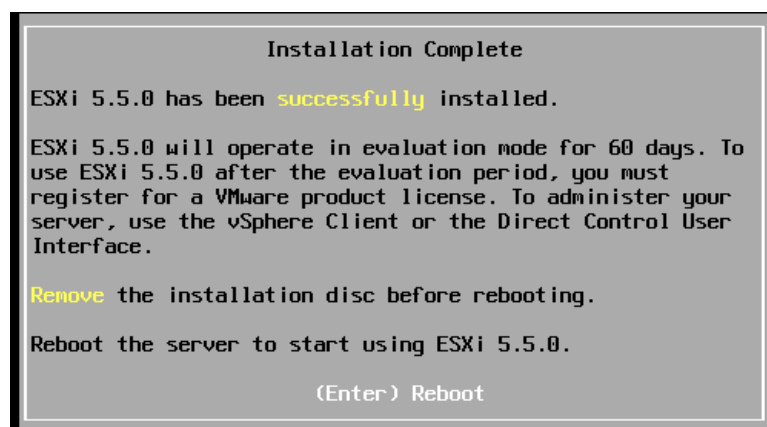 Installation Complete
ESXi 5.5.0 has been successfully installed.
ESXi 5.5.0 will operate in evaluation mode for 60 days. To
use ESXi 5.5.0 after the evaluation period, you must
register for a VMware product license. To administer your
server, use the vSphere Client or the Direct Control User
Interface.
Remove the installation disc before rebooting.
Reboot the server to start using ESXi 5.5.0.
(Enter) Reboot